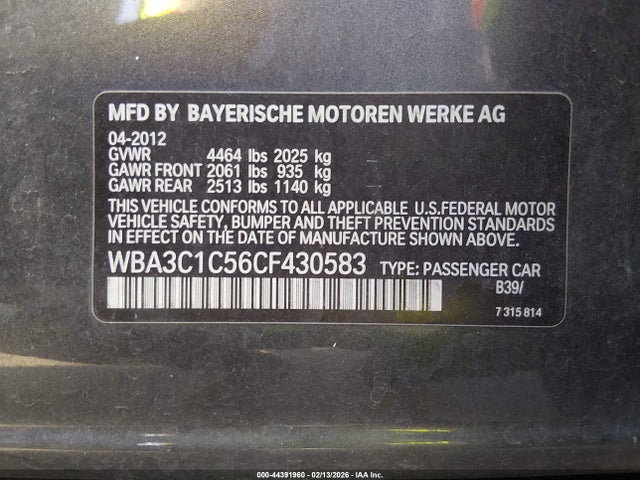 MFD BY BAYERISCHE MOTOREN WERKE AG
04-2012
GVWR 4464 lbs 2025 kg
GAWR FRONT 2061 lbs 935 kg
GAWR REAR 2513 lbs 1140 kg
THIS VEHICLE CONFORMS TO ALL APPLICABLE U.S.FEDERAL MOTOR
VEHICLE SAFETY, BUMPER AND THEFT PREVENTION STANDARDS
IN EFFECT ON THE DATE OF MANUFACTURE SHOWN ABOVE.
WBA3C1C56CF430583 TYPE: PASSENGER CAR
B39/
7 315 814
000-44391960 - 02/13/2026 - IAA Inc.